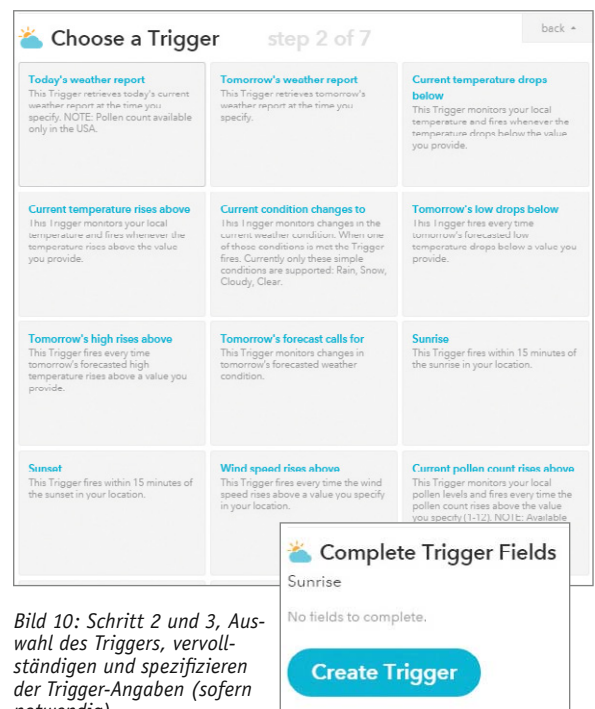 Choose a Trigger step 2 of 7
back
Today's weather report
This Trigger retrieves today's current
weather report at the time you
specify. NOTE: Pollen count available
only in the USA.
Tomorrow's weather report
This Trigger retrieves tomorrow's
weather report at the time you
specify.
Current temperature drops
below
This Trigger monitors your local
temperature and fires whenever the
temperature drops below the value
you provide.
Current temperature rises above
This Trigger monitors your local
temperature and fires whenever the
temperature rises above the value
you provide.
Current condition changes to
This Trigger monitors changes in the
current weather condition. When one
of those conditions is met the Trigger
fires. Currently only these simple
conditions are supported: Rain, Snow,
Cloudy, Clear.
Tomorrow's low drops below
This Trigger fires every time
tomorrow's forecasted low
temperature drops below a value you
provide.
Tomorrow's high rises above
This Trigger fires every time
tomorrow's forecasted high
temperature rises above a value you
provide.
Tomorrow's forecast calls for
This Trigger monitors changes in
tomorrow's forecasted weather
condition.
Sunrise
This Trigger fires within 15 minutes of
the sunrise in your location.
Sunset
This Trigger fires within 15 minutes of
the sunset in your location.
Wind speed rises above
This Trigger fires every time the wind
speed rises above a value you specify
in your location.
Current pollen count rises above
This Trigger monitors your local
pollen levels and fires every time the
pollen count rises above the value
you specify (1-12). NOTE: Available
Complete Trigger Fields
Sunrise
No fields to complete.
Create Trigger
Bild 10: Schritt 2 und 3, Aus-
wahl des Triggers, vervoll-
ständigen und spezifizieren
der Trigger-Angaben (sofern
notwendig)